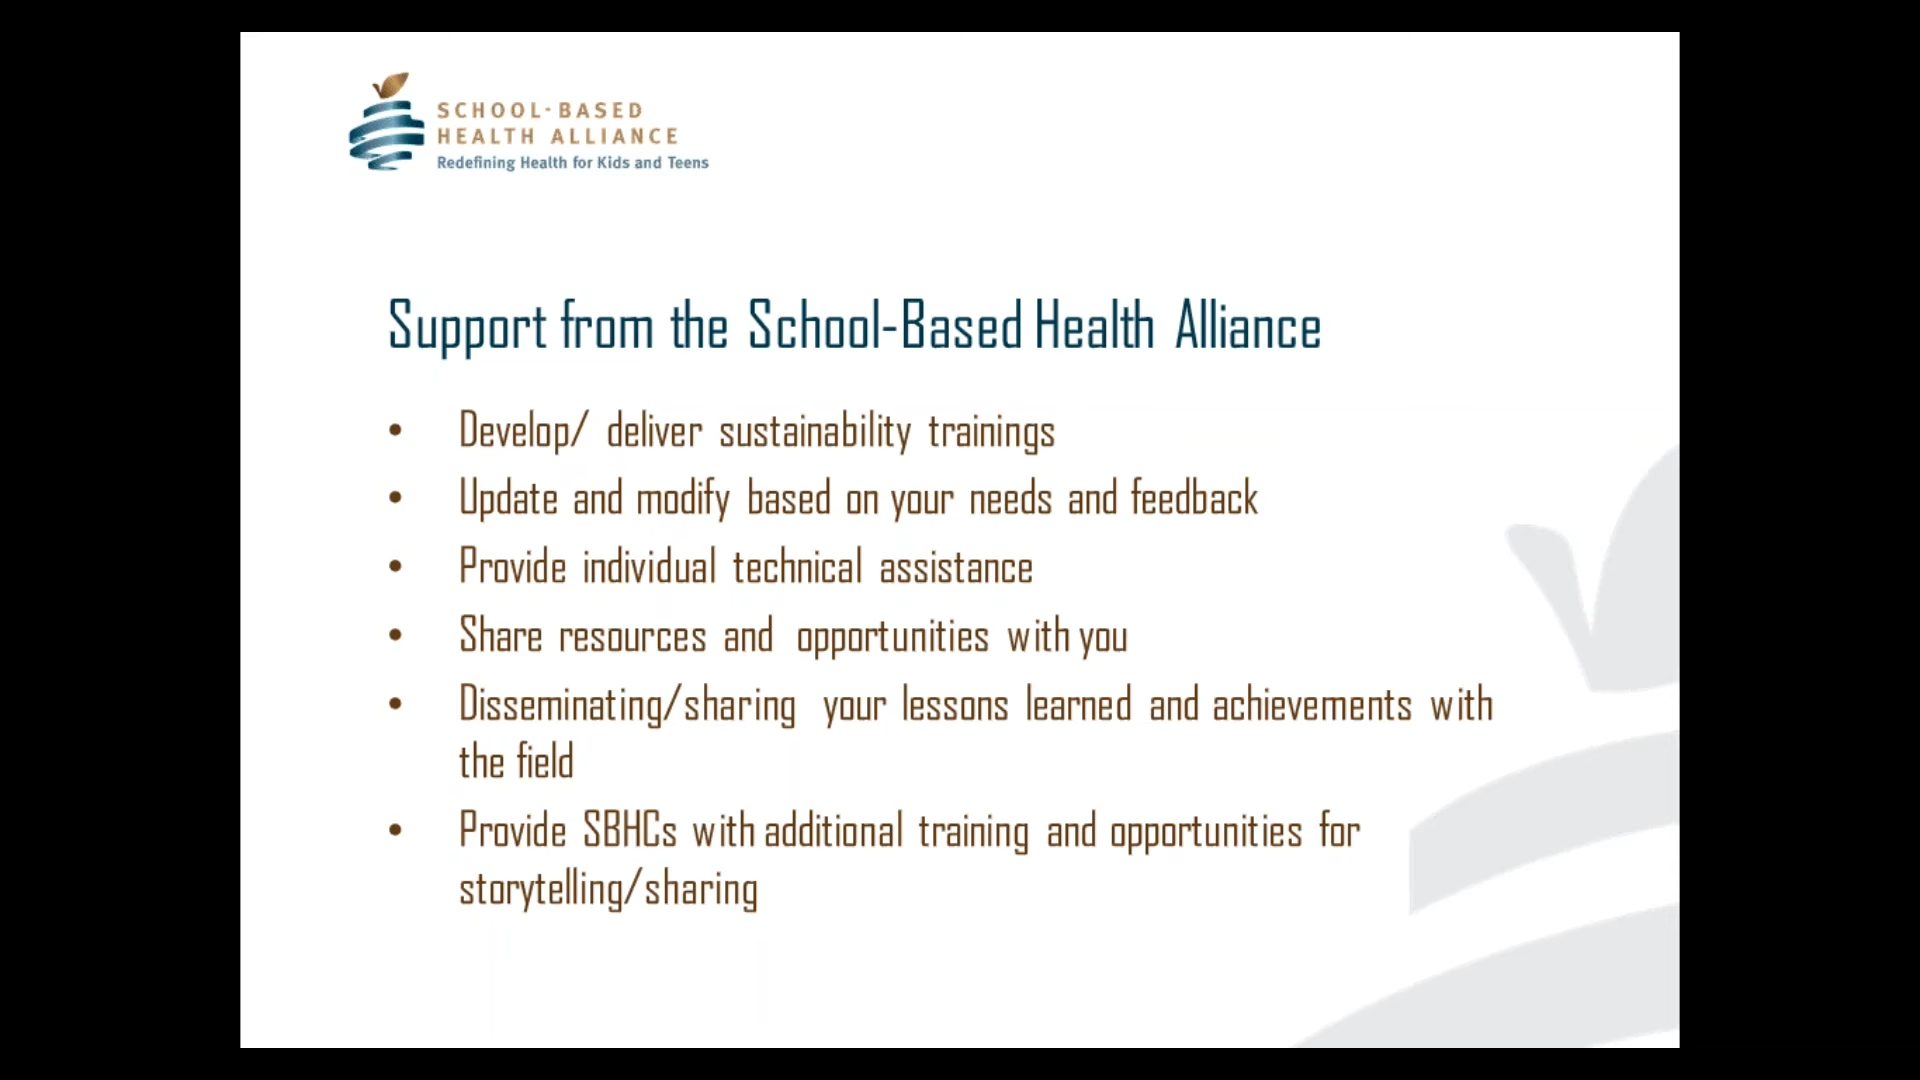 SCHOOL-BASED
HEALTH ALLIANCE
Redefining Health for Kids and Teens
Support from the School-Based Health Alliance
• Develop/ deliver sustainability trainings
• Update and modify based on your needs and feedback
• Provide individual technical assistance
• Share resources and opportunities with you
• Disseminating/sharing your lessons learned and achievements with
the field
• Provide SBHCs with additional training and opportunities for
storytelling/sharing